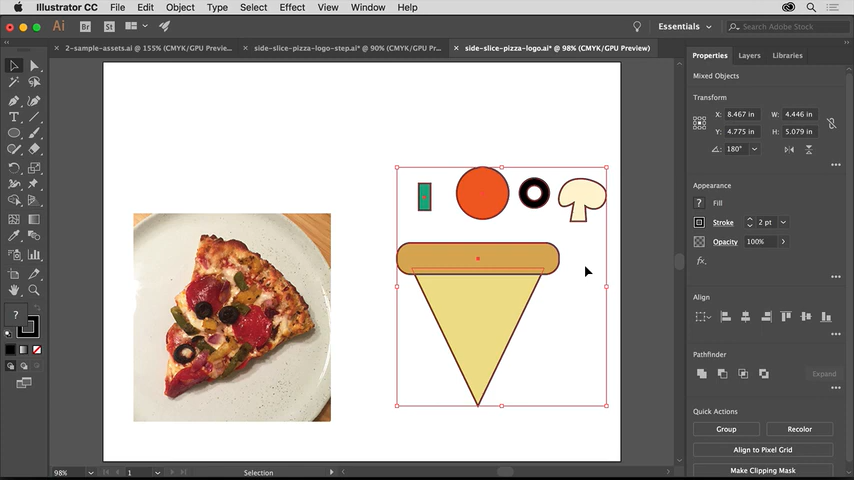 Illustrator CC File Edit Object Type Select Effect View Window Help
Ai Br St Essentials Search Adobe Stock
× 2-sample-assets.ai @ 155% (CMYK/GPU Previe... × side-slice-pizza-logo-step.ai* @ 90% (CMYK/GPU Pr... × side-slice-pizza-logo.ai* @ 98% (CMYK/GPU Preview)
Properties Layers Libraries
Mixed Objects
Transform
X: 8.467 in W: 4.446 in
Y: 4.775 in H: 5.079 in
180°
Appearance
? Fill
Stroke 2 pt
Opacity 100%
fx.
Align
?
Pathfinder
Expand
Quick Actions
Group Recolor
Align to Pixel Grid
Make Clipping Mask
98% 1 Selection